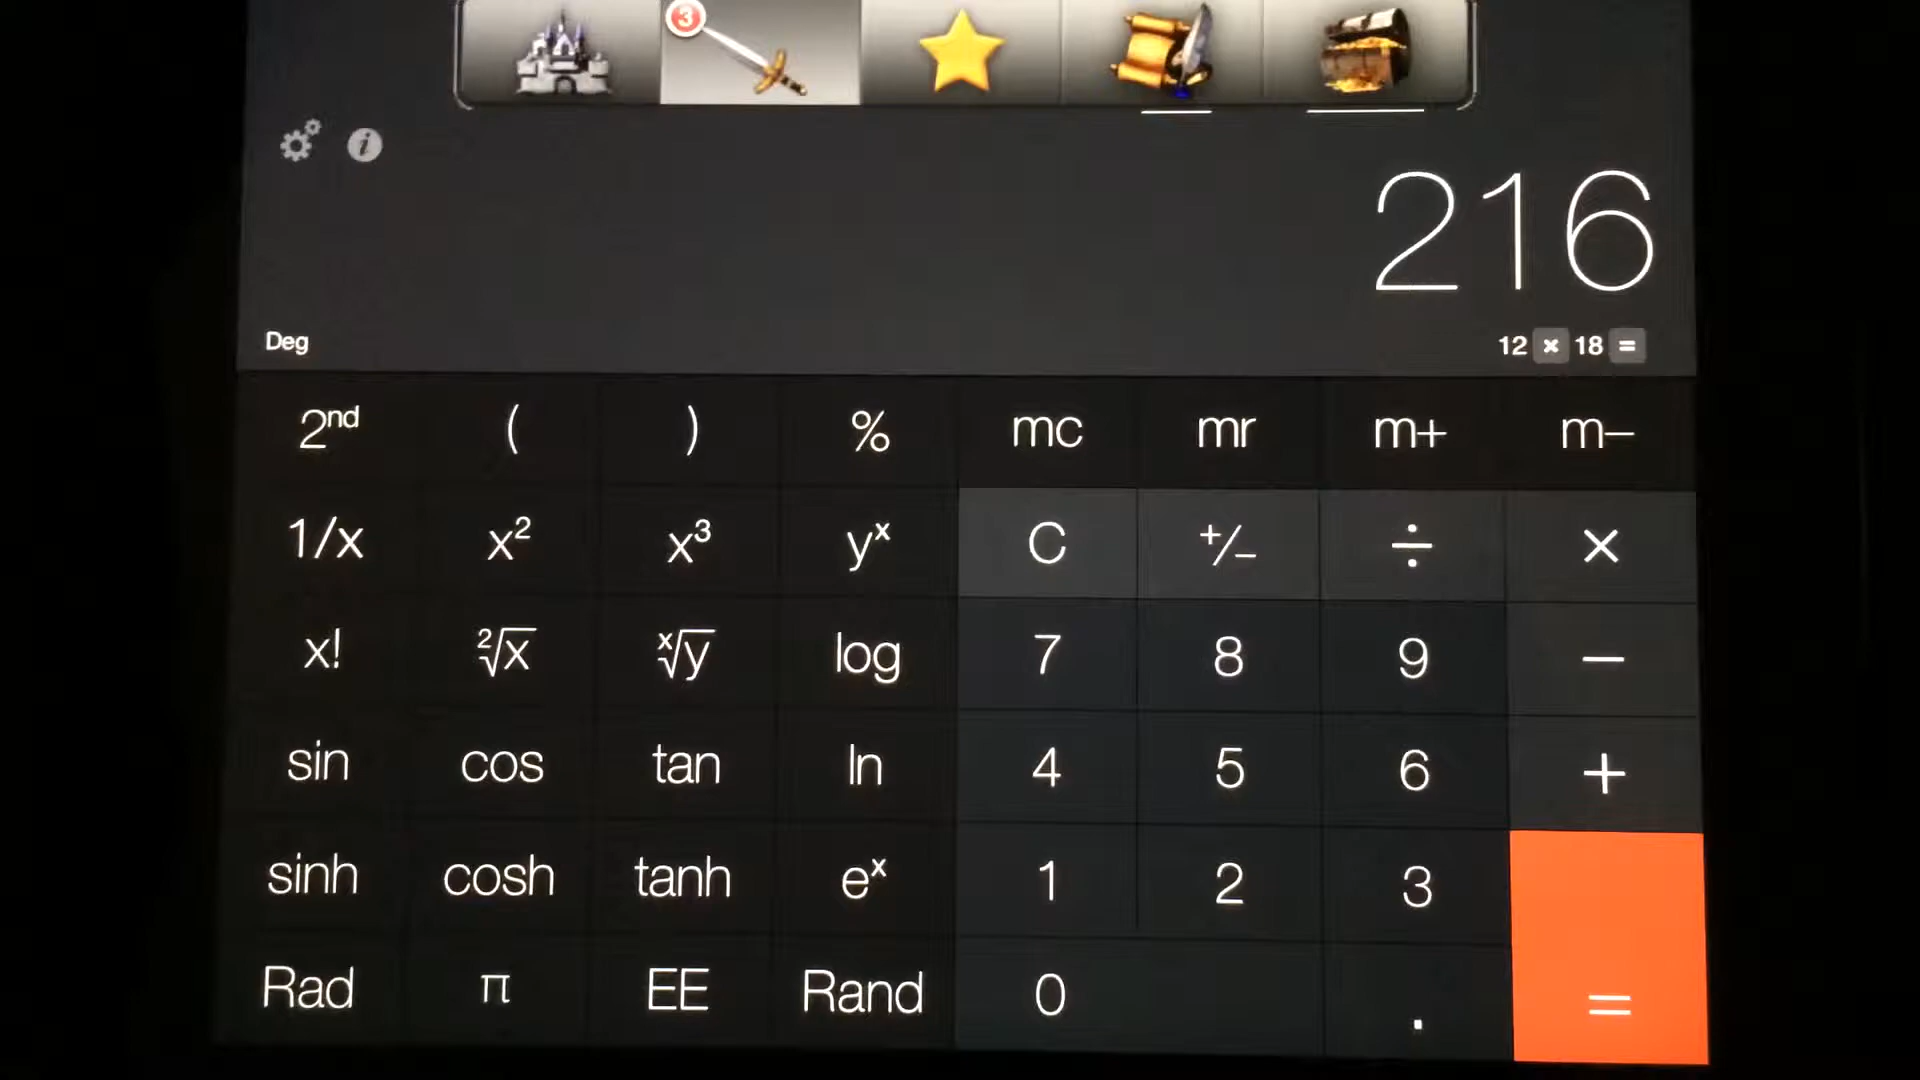 3
216
Deg
12 × 18 =
2nd ( ) % mc mr m+ m–
1/x x² x³ yˣ C +/– ÷ ×
x! ²√x ˣ√y log 7 8 9 –
sin cos tan ln 4 5 6 +
sinh cosh tanh eˣ 1 2 3
Rad π EE Rand 0 . =